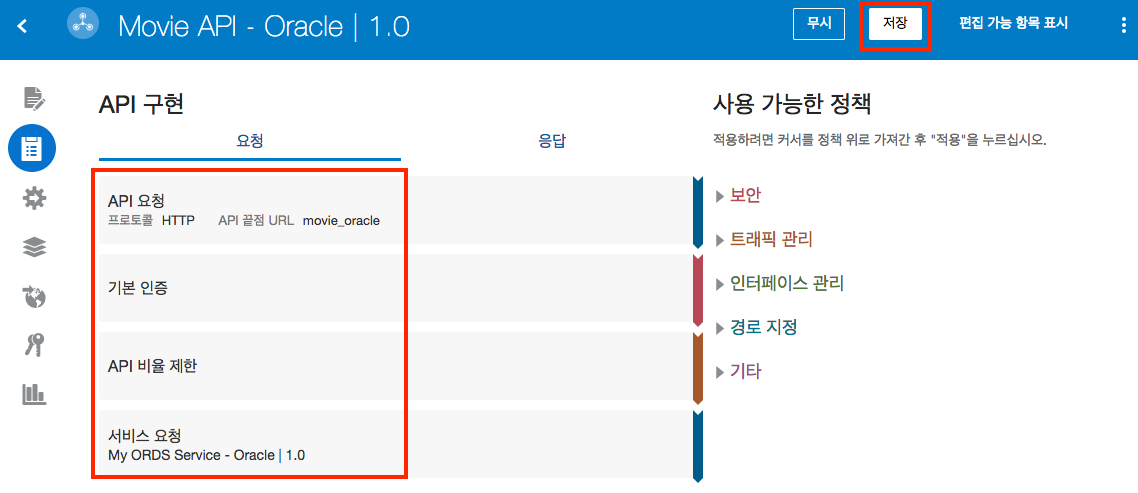 Movie API - Oracle | 1.0
무시
저장
편집 가능 항목 표시
API 구현
요청
응답
API 요청
프로토콜 HTTP API 끝점 URL movie_oracle
기본 인증
API 비율 제한
서비스 요청
My ORDS Service - Oracle | 1.0
사용 가능한 정책
적용하려면 커서를 정책 위로 가져간 후 "적용"을 누르십시오.
보안
트래픽 관리
인터페이스 관리
경로 지정
기타